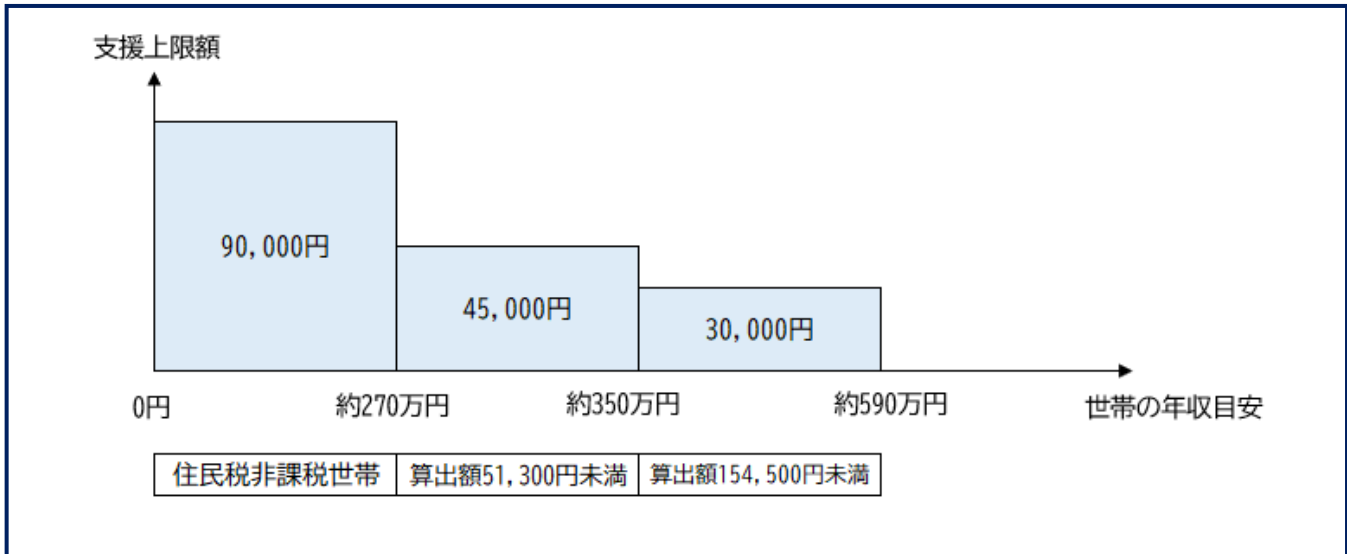 支援上限額
90,000円
45,000円
30,000円
0円
約270万円
約350万円
約590万円
世帯の年収目安
住民税非課税世帯
算出額51,300円未満
算出額154,500円未満